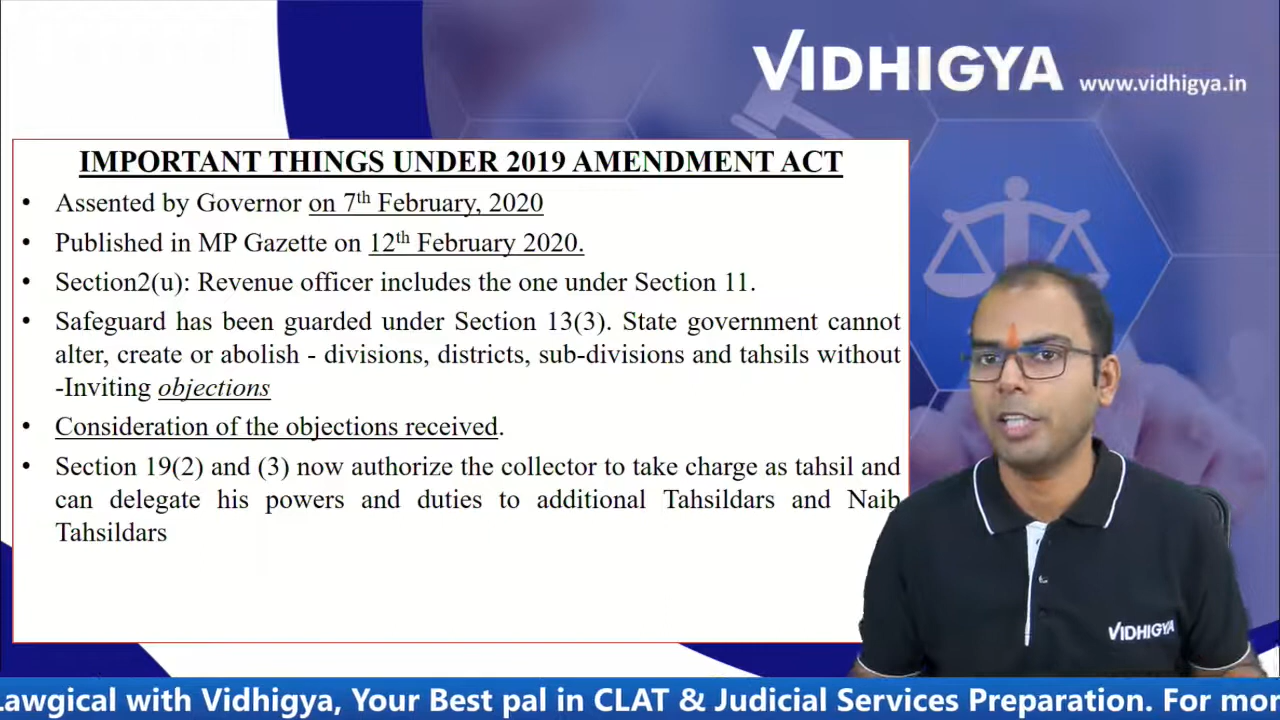 VIDHIGYA www.vidhigya.in
IMPORTANT THINGS UNDER 2019 AMENDMENT ACT
• Assented by Governor on 7th February, 2020
• Published in MP Gazette on 12th February 2020.
• Section2(u): Revenue officer includes the one under Section 11.
• Safeguard has been guarded under Section 13(3). State government cannot
alter, create or abolish - divisions, districts, sub-divisions and tahsils without
-Inviting objections
• Consideration of the objections received.
• Section 19(2) and (3) now authorize the collector to take charge as tahsil and
can delegate his powers and duties to additional Tahsildars and Naib
Tahsildars
VIDHIGYA
Lawgical with Vidhigya, Your Best pal in CLAT & Judicial Services Preparation. For mor